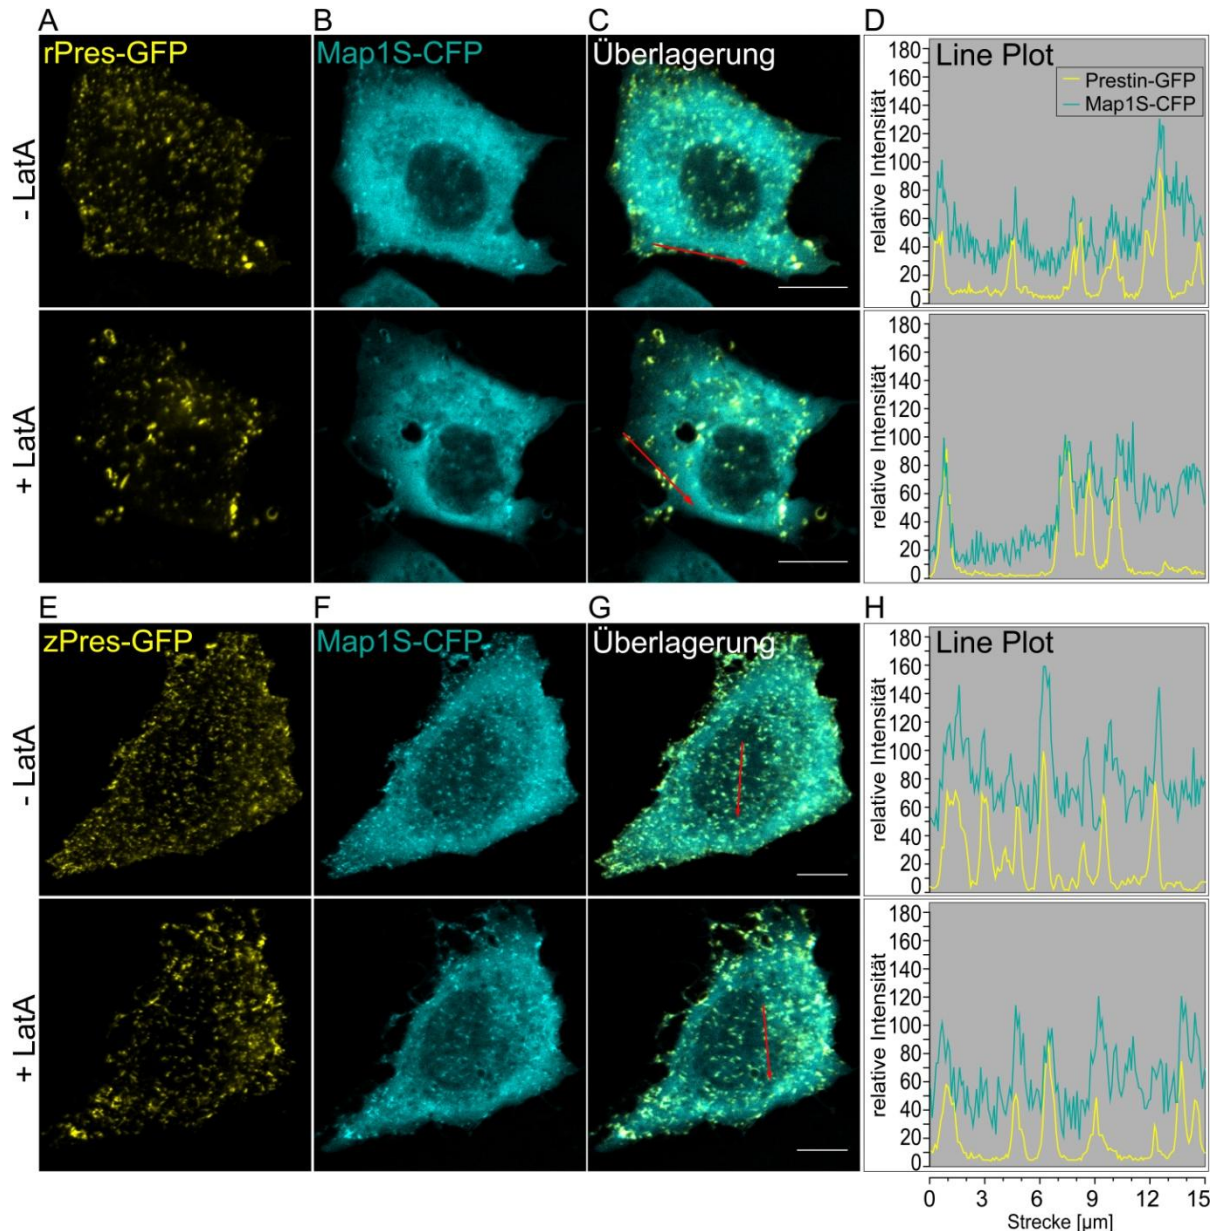 A B C D
rPres-GFP Map1S-CFP Überlagerung Line Plot
Prestin-GFP
Map1S-CFP
- LatA
relative Intensität
180
160
140
120
100
80
60
40
20
0
+ LatA
relative Intensität
180
160
140
120
100
80
60
40
20
0
E F G H
zPres-GFP Map1S-CFP Überlagerung Line Plot
- LatA
relative Intensität
180
160
140
120
100
80
60
40
20
0
+ LatA
relative Intensität
180
160
140
120
100
80
60
40
20
0
0 3 6 9 12 15
Strecke [µm]